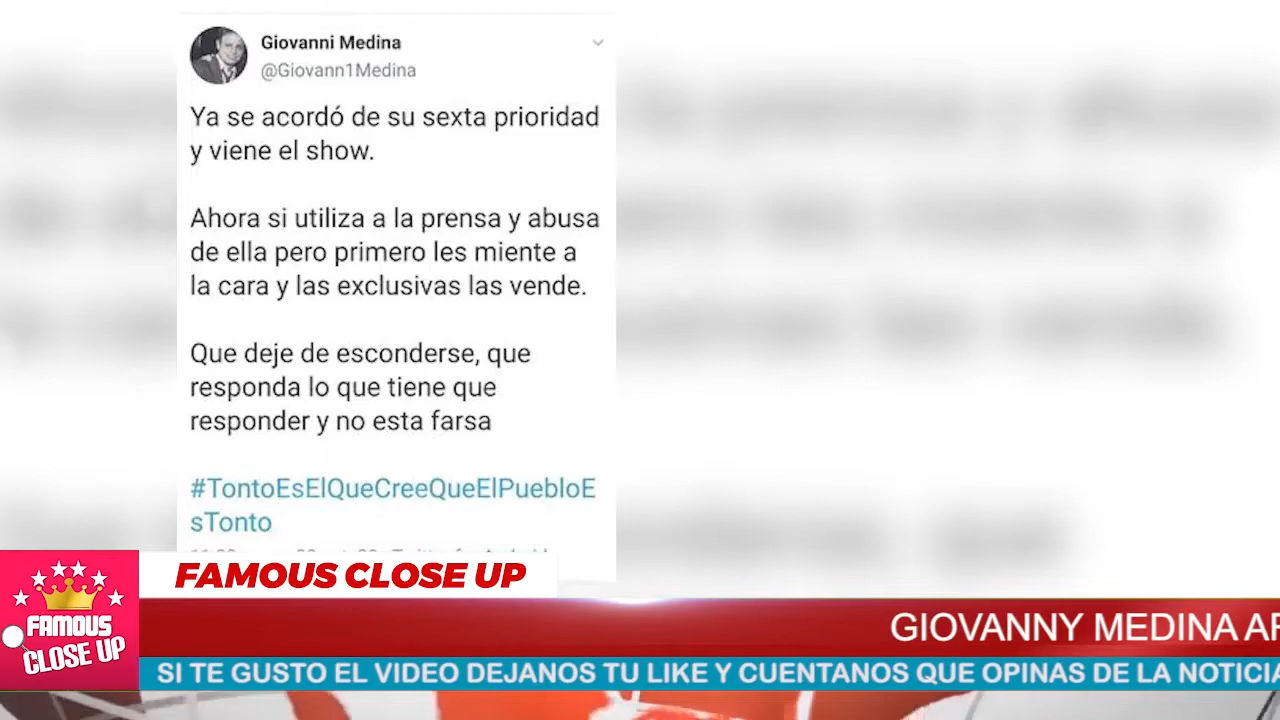 Giovanni Medina
@Giovann1Medina
Ya se acordó de su sexta prioridad
y viene el show.
Ahora si utiliza a la prensa y abusa
de ella pero primero les miente a
la cara y las exclusivas las vende.
Que deje de esconderse, que
responda lo que tiene que
responder y no esta farsa
#TontoEsElQueCreeQueElPuebloE
sTonto
FAMOUS CLOSE UP
FAMOUS
CLOSE UP
GIOVANNY MEDINA
SI TE GUSTO EL VIDEO DEJANOS TU LIKE Y CUENTANOS QUE OPINAS DE LA NOTICIA